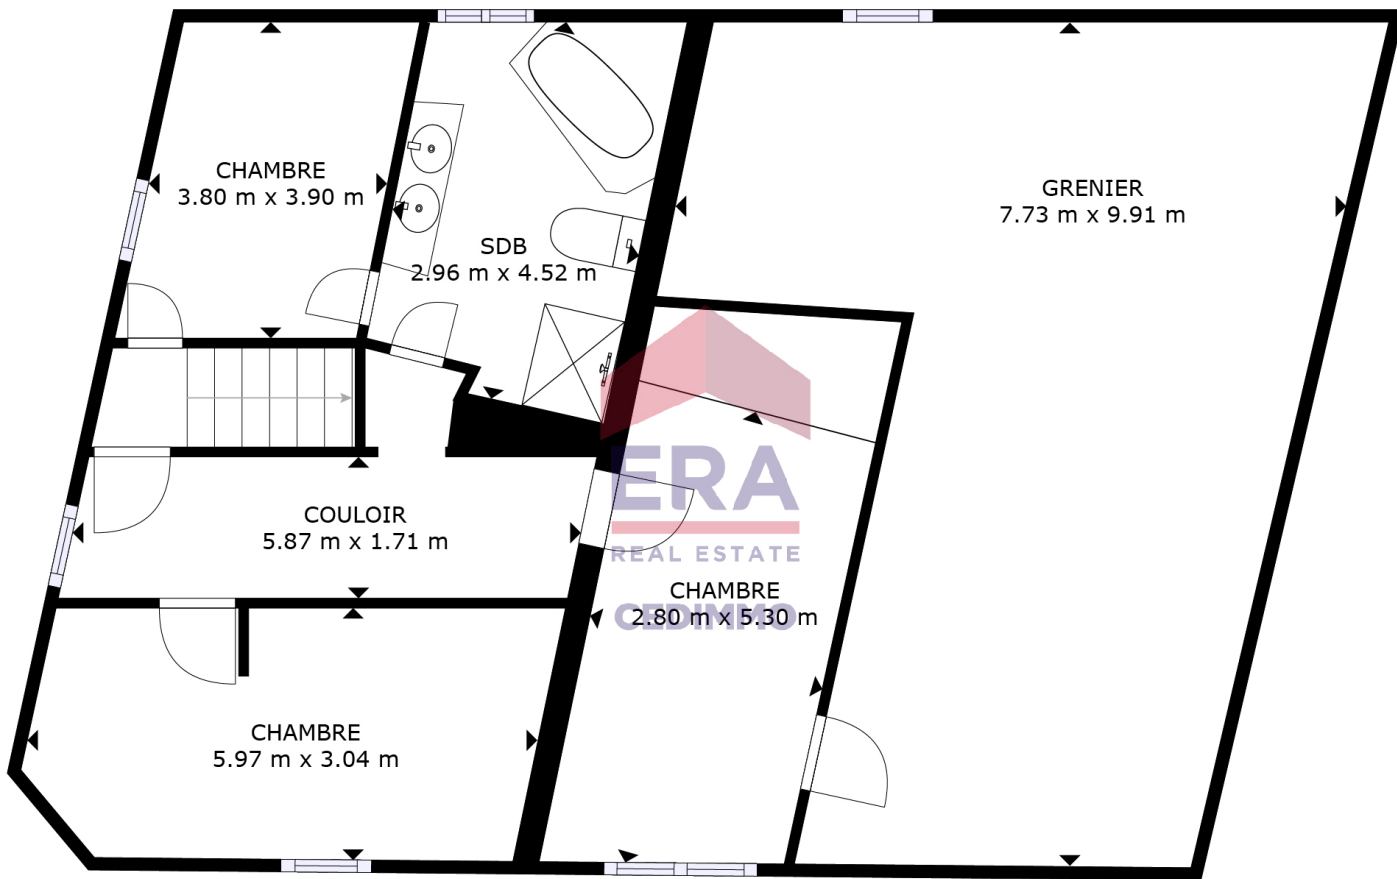 CHAMBRE
3.80 m x 3.90 m
SDB
2.96 m x 4.52 m
GRENIER
7.73 m x 9.91 m
COULOIR
5.87 m x 1.71 m
ERA
REAL ESTATE
CEDIMMO
CHAMBRE
2.80 m x 5.30 m
CHAMBRE
5.97 m x 3.04 m